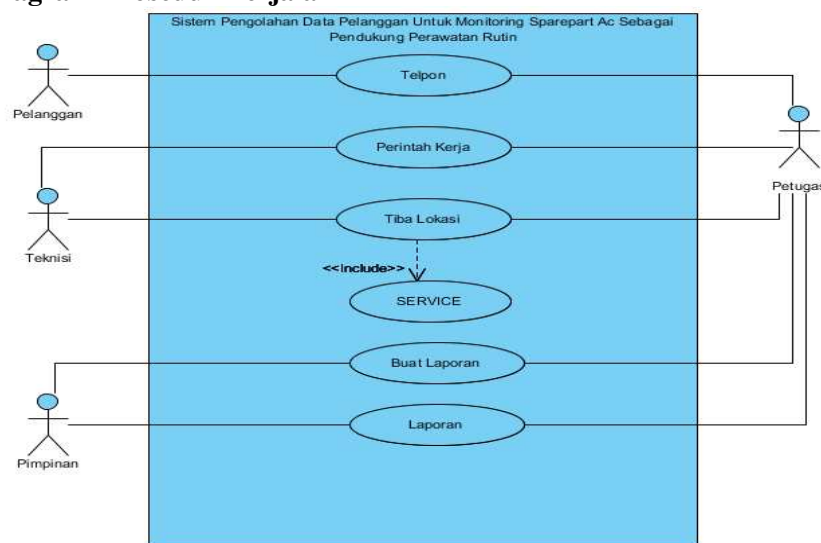 Sistem Pengolahan Data Pelanggan Untuk Monitoring Sparepart Ac Sebagai
Pendukung Perawatan Rutin
Telpon
Pelanggan
Perintah Kerja
Petugas
Tiba Lokasi
Teknisi
<<Include>>
SERVICE
Buat Laporan
Laporan
Pimpinan